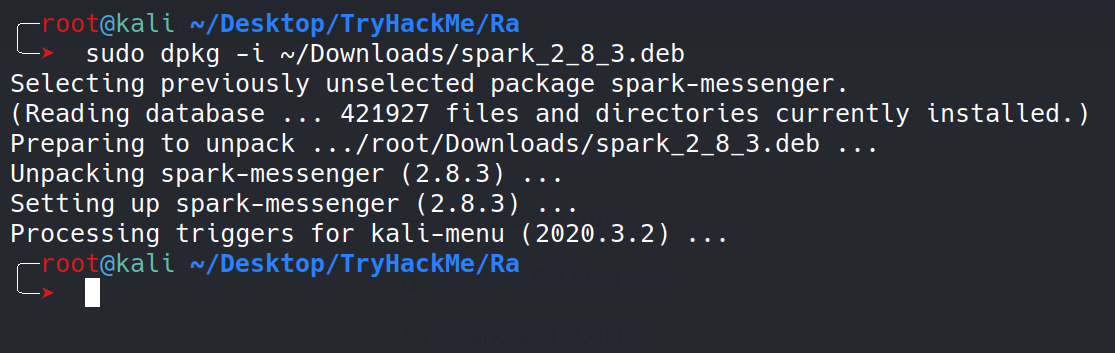 root@kali ~/Desktop/TryHackMe/Ra
➤ sudo dpkg -i ~/Downloads/spark_2_8_3.deb
Selecting previously unselected package spark-messenger.
(Reading database ... 421927 files and directories currently installed.)
Preparing to unpack .../root/Downloads/spark_2_8_3.deb ...
Unpacking spark-messenger (2.8.3) ...
Setting up spark-messenger (2.8.3) ...
Processing triggers for kali-menu (2020.3.2) ...
root@kali ~/Desktop/TryHackMe/Ra
➤
spark_2_8_3.deb